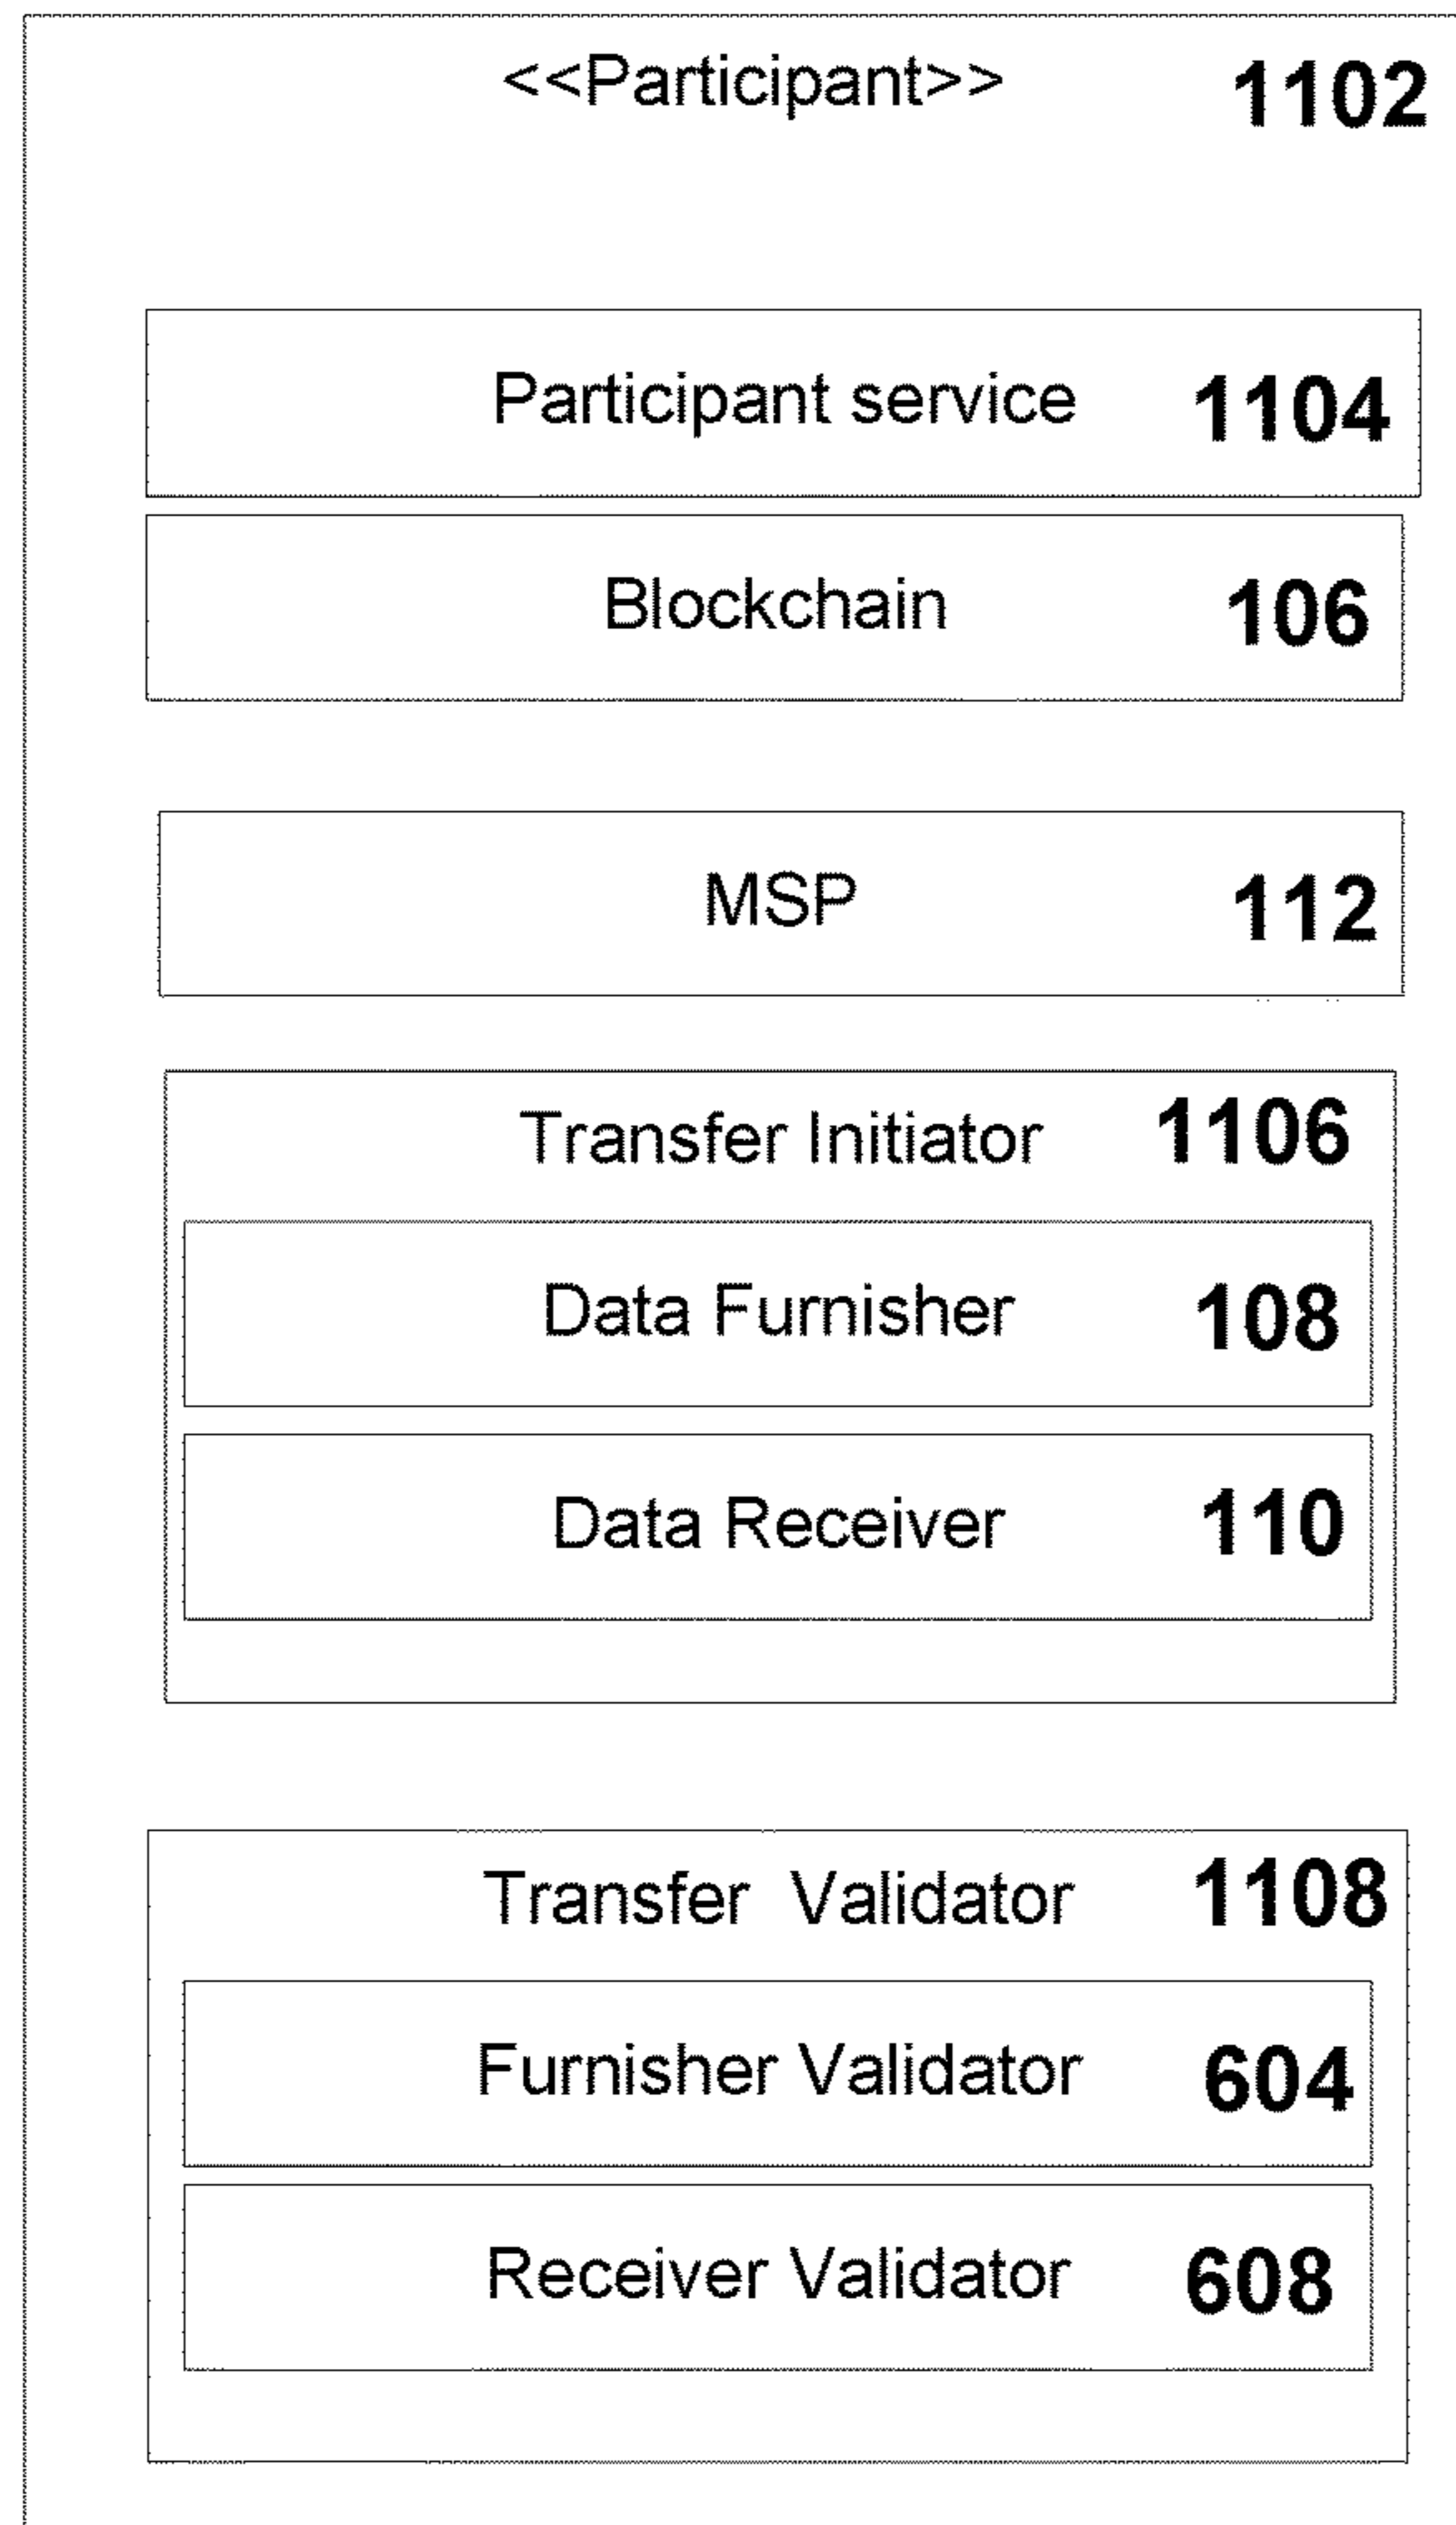 <<Participant>> 1102
Participant service 1104
Blockchain 106
MSP 112
Transfer Initiator 1106
Data Furnisher 108
Data Receiver 110
Transfer Validator 1108
Furnisher Validator 604
Receiver Validator 608